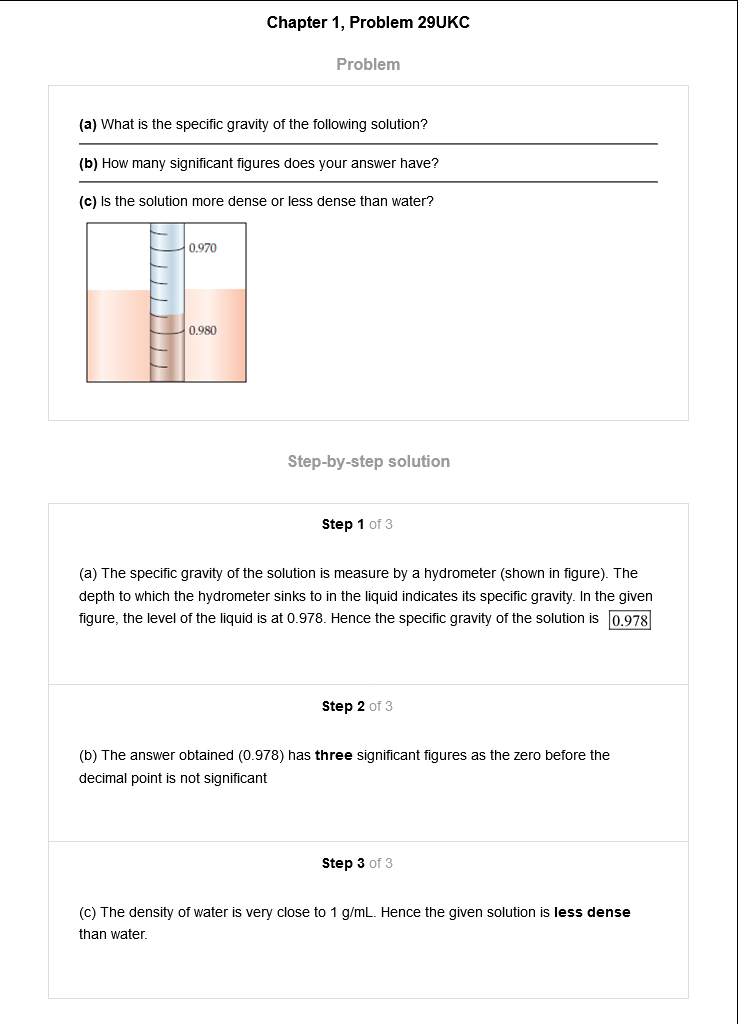 Chapter 1, Problem 29UKC
Problem
(a) What is the specific gravity of the following solution?
(b) How many significant figures does your answer have?
(c) Is the solution more dense or less dense than water?
0.970
0.980
Step-by-step solution
Step 1 of 3
(a) The specific gravity of the solution is measure by a hydrometer (shown in figure). The
depth to which the hydrometer sinks to in the liquid indicates its specific gravity. In the given
figure, the level of the liquid is at 0.978. Hence the specific gravity of the solution is 0.978
Step 2 of 3
(b) The answer obtained (0.978) has three significant figures as the zero before the
decimal point is not significant
Step 3 of 3
(c) The density of water is very close to 1 g/mL. Hence the given solution is less dense
than water.